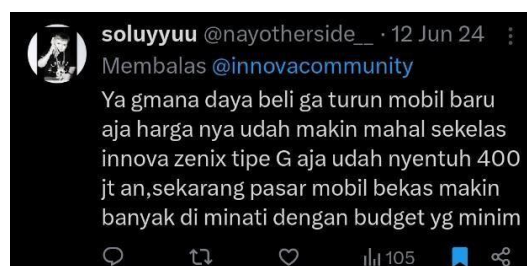 soluyyuu @nayotherside__ · 12 Jun 24
Membalas @innovacommunity
Ya gmana daya beli ga turun mobil baru
aja harga nya udah makin mahal sekelas
innova zenix tipe G aja udah nyentuh 400
jt an,sekarang pasar mobil bekas makin
banyak di minati dengan budget yg minim
105